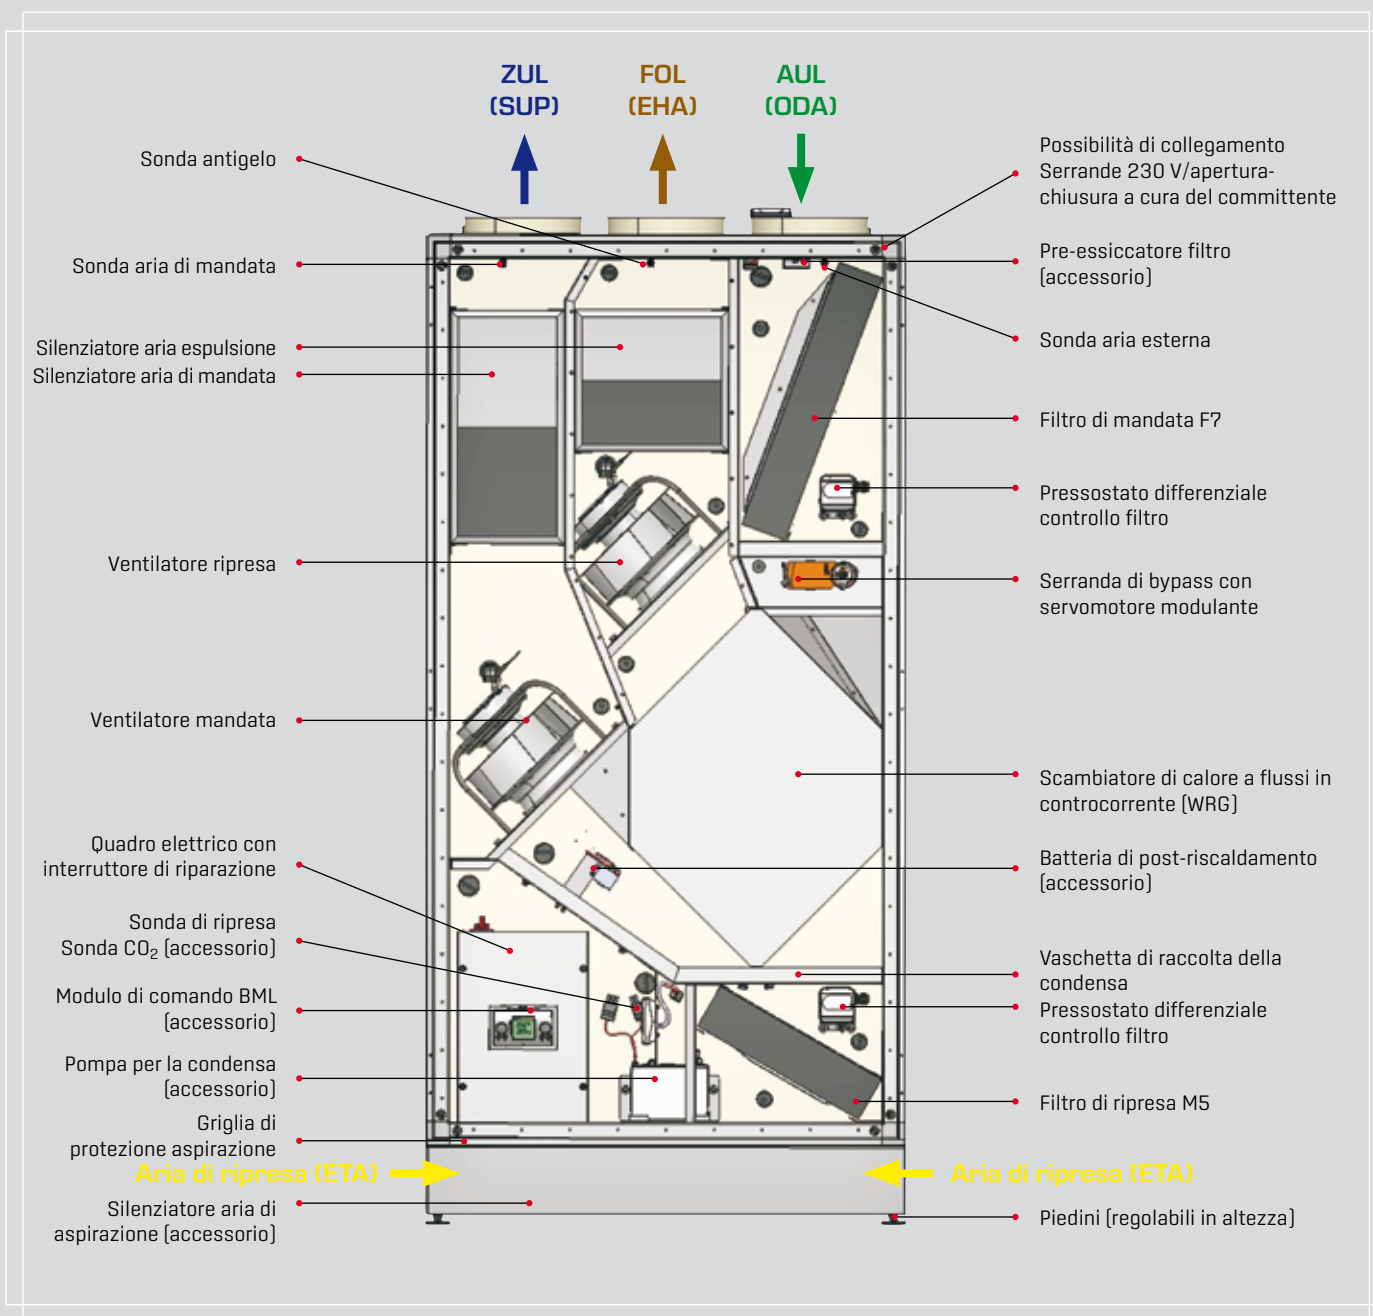 ZUL
(SUP)
FOL
(EHA)
AUL
(ODA)
Sonda antigelo
Sonda aria di mandata
Silenziatore aria espulsione
Silenziatore aria di mandata
Ventilatore ripresa
Ventilatore mandata
Quadro elettrico con
interruttore di riparazione
Sonda di ripresa
Sonda CO₂ (accessorio)
Modulo di comando BML
(accessorio)
Pompa per la condensa
(accessorio)
Griglia di
protezione aspirazione
Aria di ripresa (ETA)
Silenziatore aria di
aspirazione (accessorio)
Possibilità di collegamento
Serrande 230 V/apertura-
chiusura a cura del committente
Pre-essiccatore filtro
(accessorio)
Sonda aria esterna
Filtro di mandata F7
Pressostato differenziale
controllo filtro
Serranda di bypass con
servomotore modulante
Scambiatore di calore a flussi in
controcorrente (WRG)
Batteria di post-riscaldamento
(accessorio)
Vaschetta di raccolta della
condensa
Pressostato differenziale
controllo filtro
Filtro di ripresa M5
Aria di ripresa (ETA)
Piedini (regolabili in altezza)